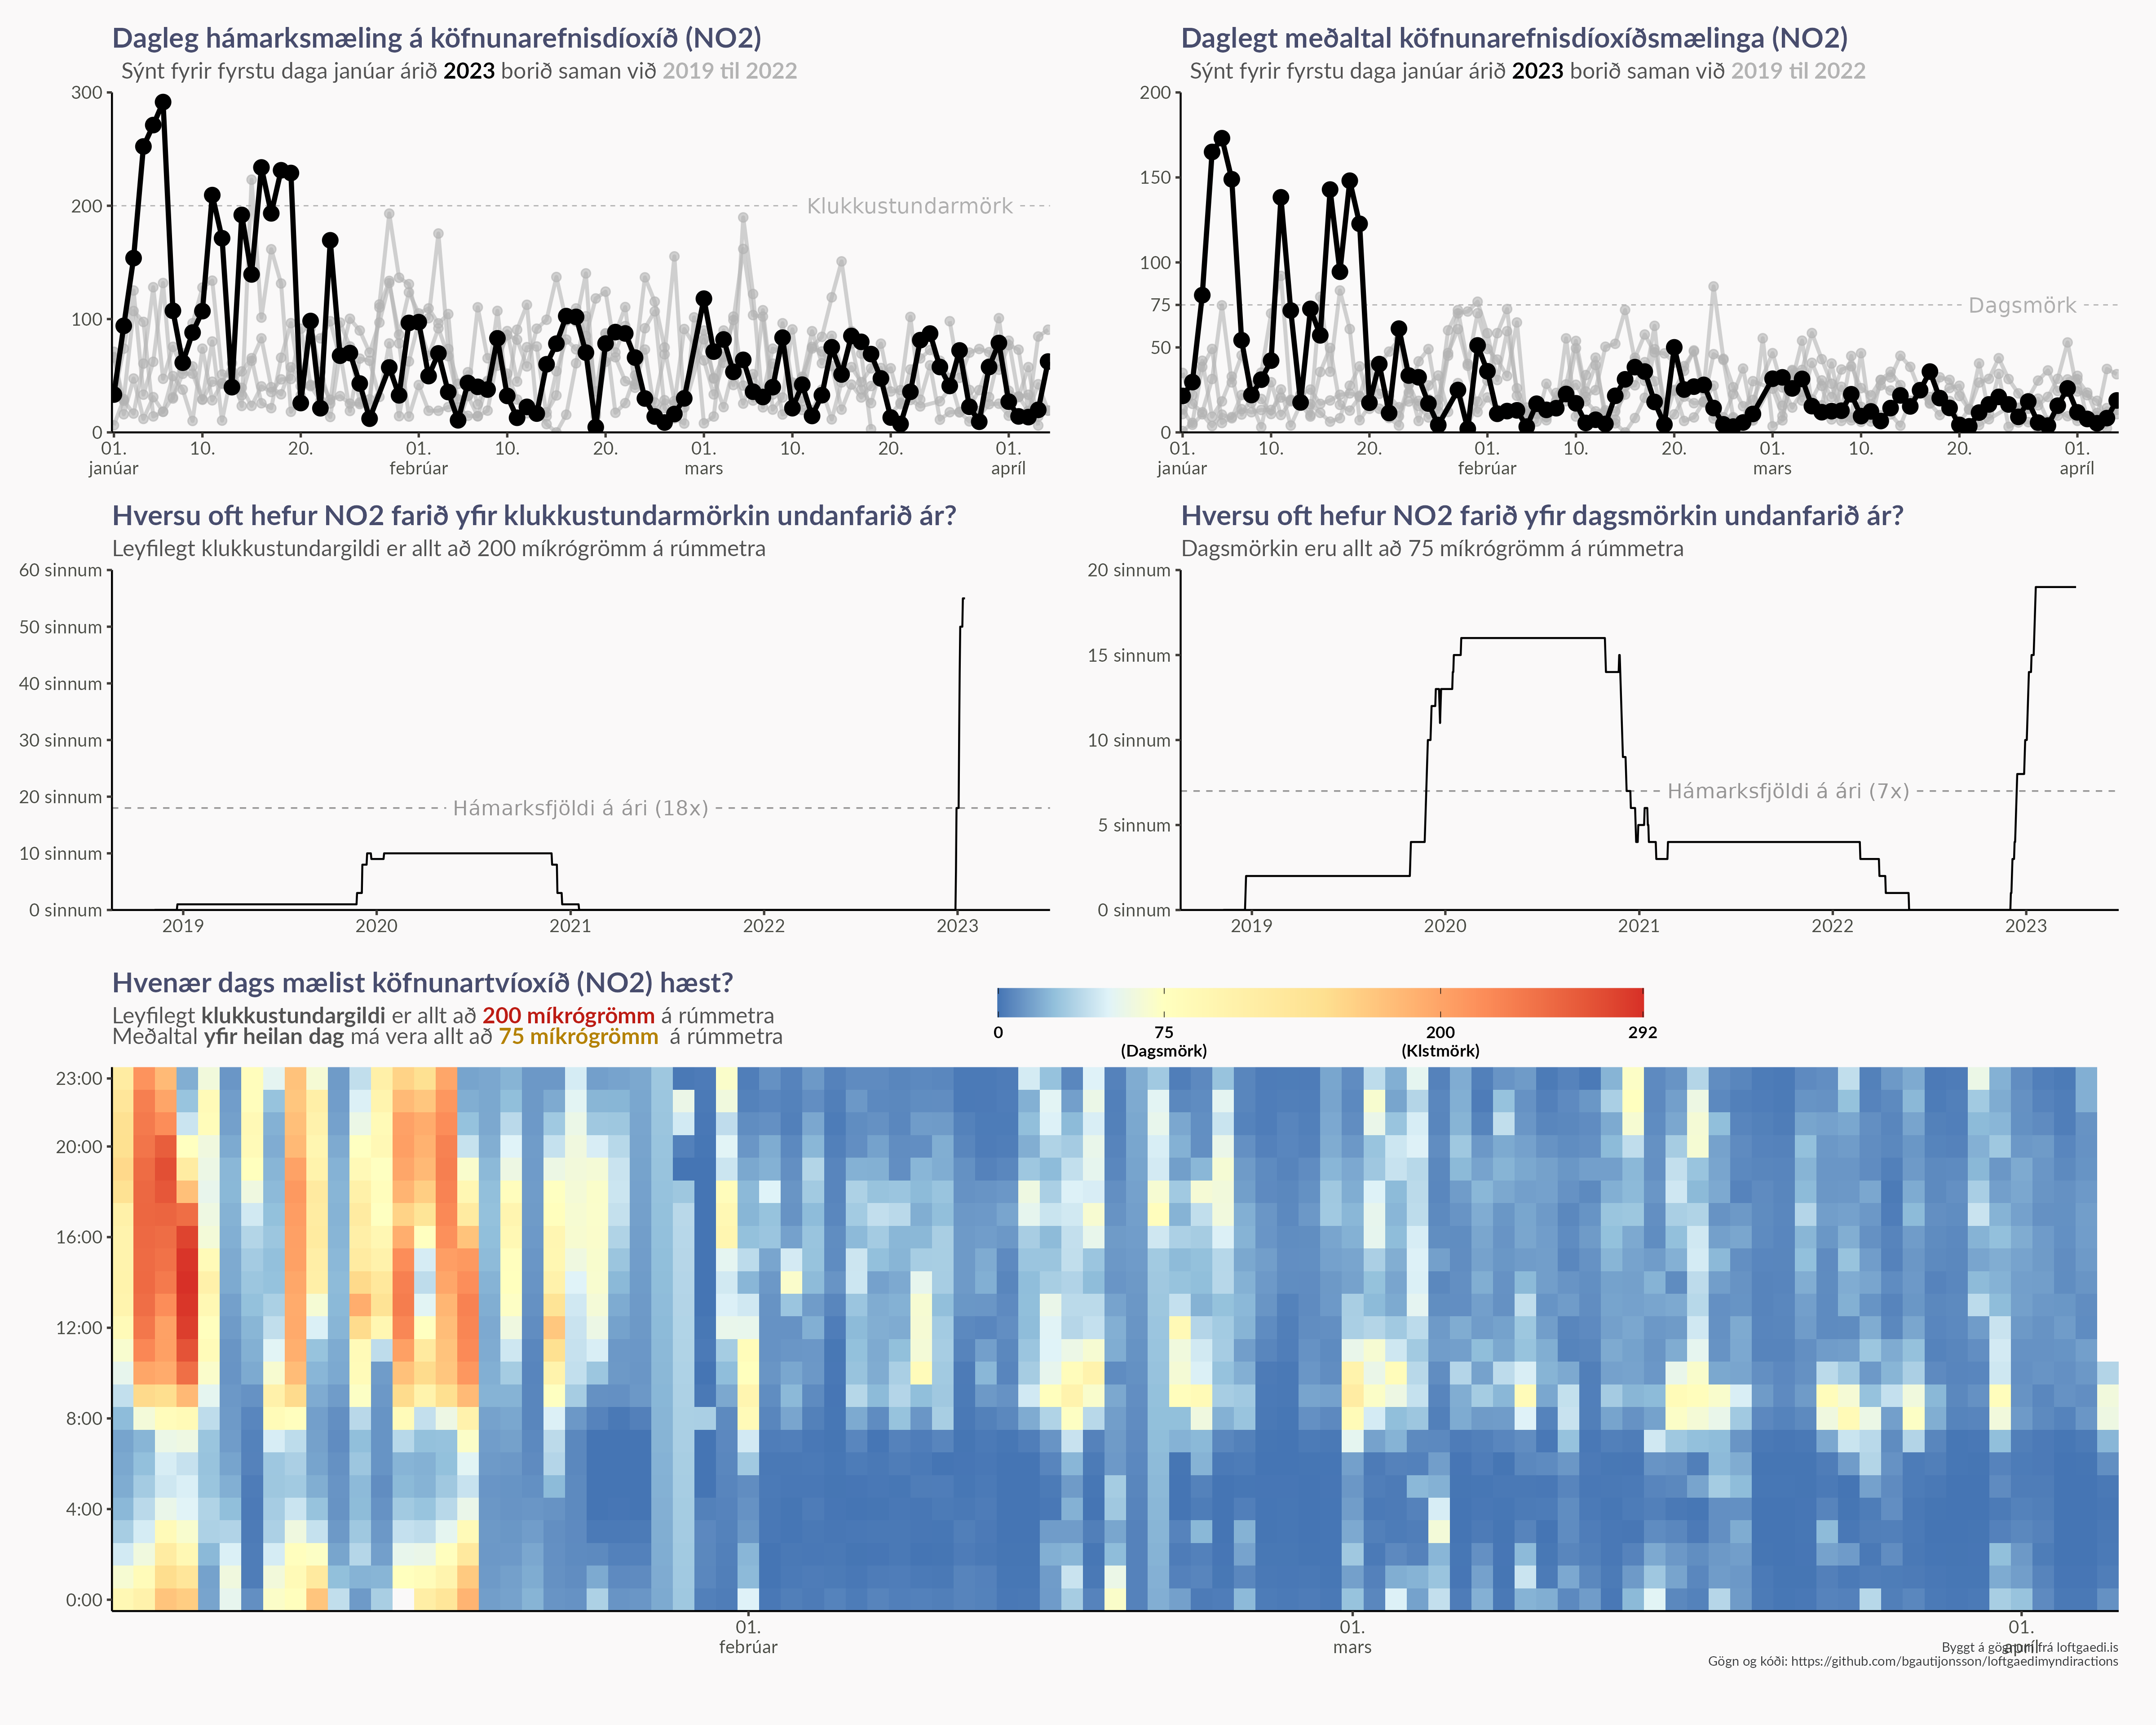 Dagleg hámarksmæling á köfnunarefnisdíoxíð (NO2)
Sýnt fyrir fyrstu daga janúar árið 2023 borið saman við 2019 til 2022
300
200
100
0
Klukkustundarmörk
01. 10. 20. 01. 10. 20. 01. 10. 20. 01.
janúar febrúar mars apríl
Daglegt meðaltal köfnunarefnisdíoxíðsmælinga (NO2)
Sýnt fyrir fyrstu daga janúar árið 2023 borið saman við 2019 til 2022
200
150
100
75
50
0
Dagsmörk
01. 10. 20. 01. 10. 20. 01. 10. 20. 01.
janúar febrúar mars apríl
Hversu oft hefur NO2 farið yfir klukkustundarmörkin undanfarið ár?
Leyfilegt klukkustundargildi er allt að 200 míkrógrömm á rúmmetra
60 sinnum
50 sinnum
40 sinnum
30 sinnum
20 sinnum
10 sinnum
0 sinnum
Hámarksfjöldi á ári (18x)
2019 2020 2021 2022 2023
Hversu oft hefur NO2 farið yfir dagsmörkin undanfarið ár?
Dagsmörkin eru allt að 75 míkrógrömm á rúmmetra
20 sinnum
15 sinnum
10 sinnum
5 sinnum
0 sinnum
Hámarksfjöldi á ári (7x)
2019 2020 2021 2022 2023
Hvenær dags mælist köfnunartvíoxíð (NO2) hæst?
Leyfilegt klukkustundargildi er allt að 200 míkrógrömm á rúmmetra
Meðaltal yfir heilan dag má vera allt að 75 míkrógrömm á rúmmetra
0 75 200 292
(Dagsmörk) (Klstmörk)
23:00
20:00
16:00
12:00
8:00
4:00
0:00
01. 01. 01.
febrúar mars apríl
Byggt á gögnum frá loftgaedi.is
Gögn og kóði: https://github.com/bgautijonsson/loftgaedimyndiractions